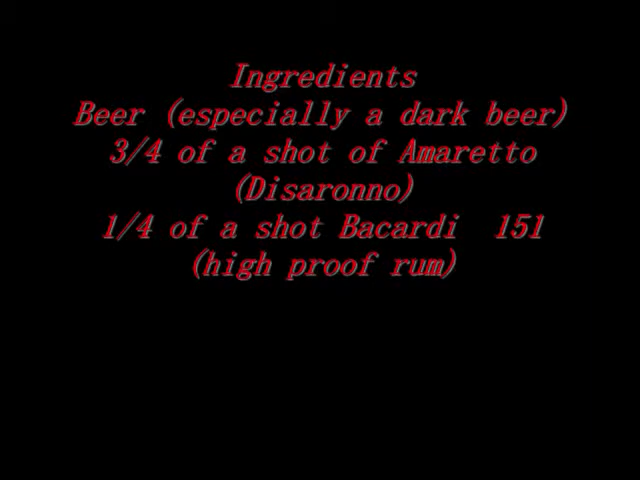 Ingredients
Beer (especially a dark beer)
3/4 of a shot of Amaretto
(Disaronno)
1/4 of a shot Bacardi  151
(high proof rum)